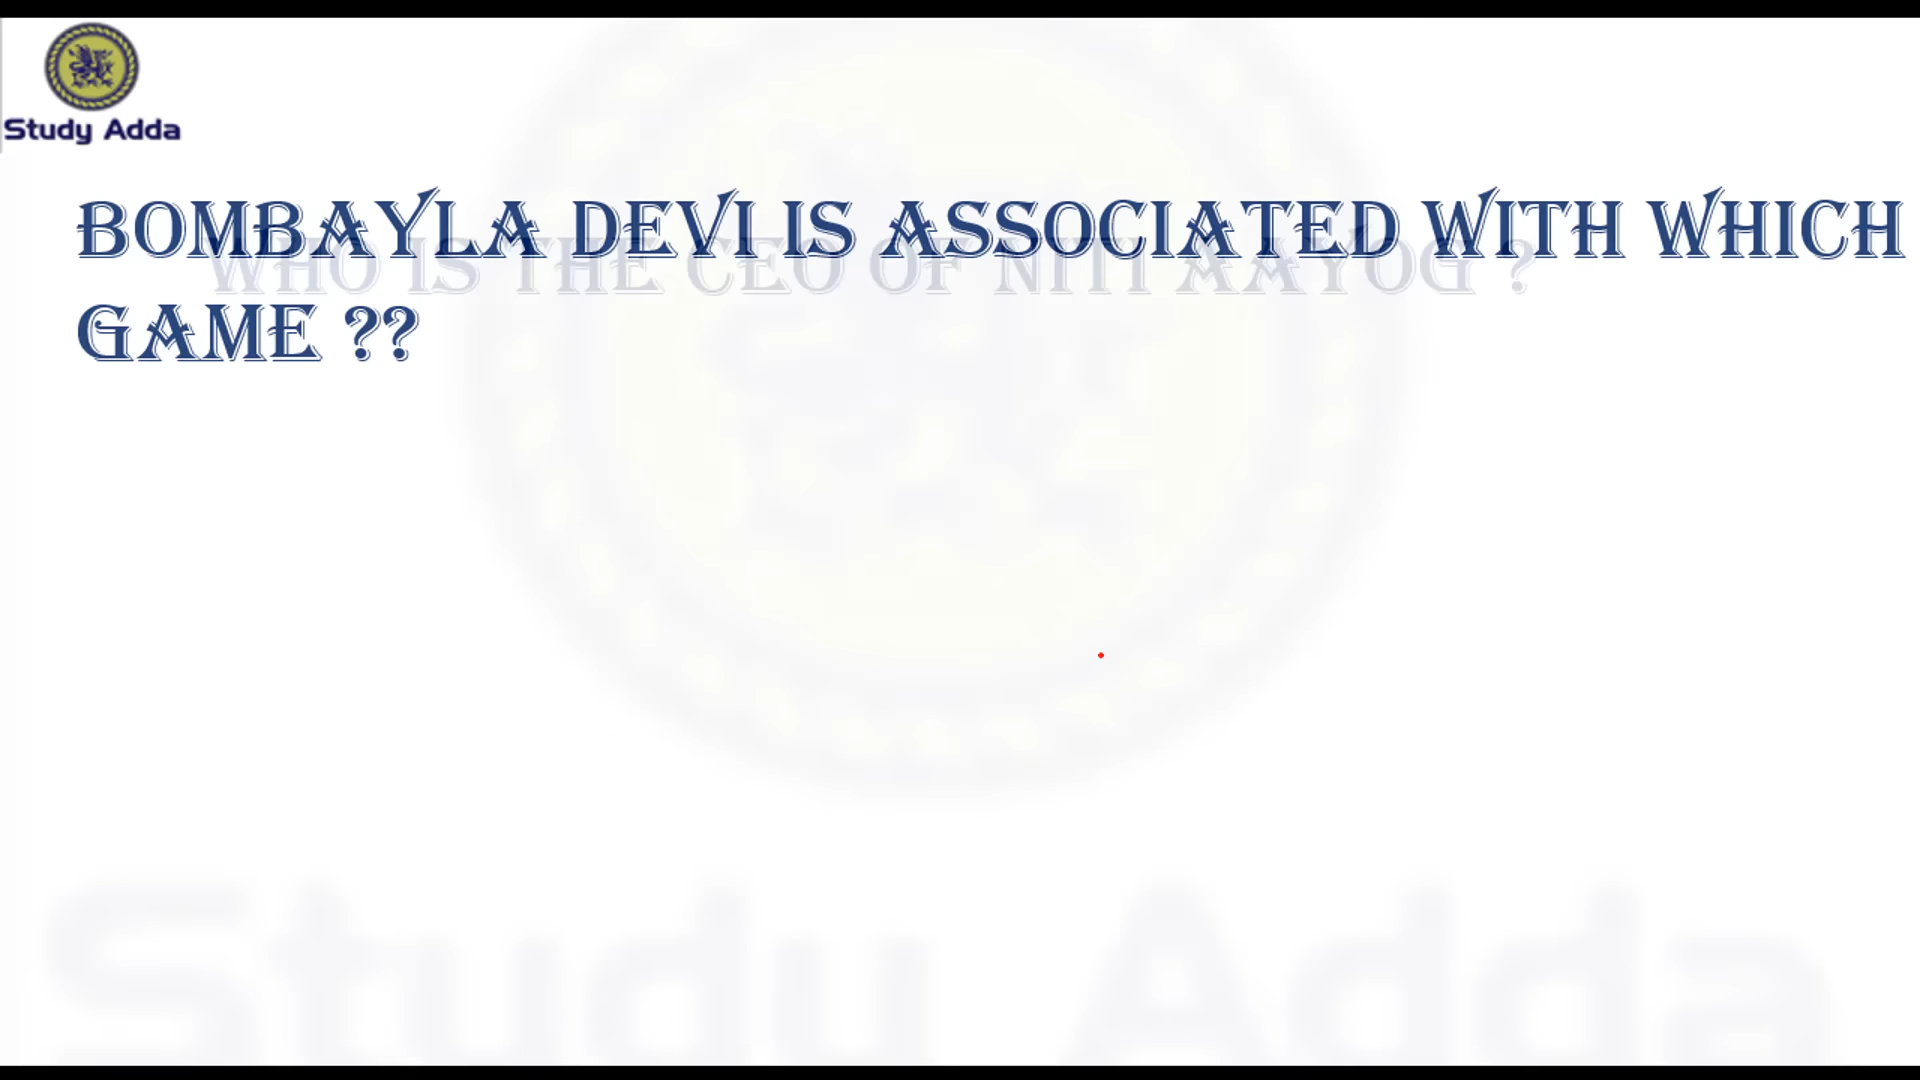 Study Adda
BOMBAYLA DEVI IS ASSOCIATED WITH WHICH
WHO IS THE CEO OF NITI AAYOG ?
GAME ??
Study Adda